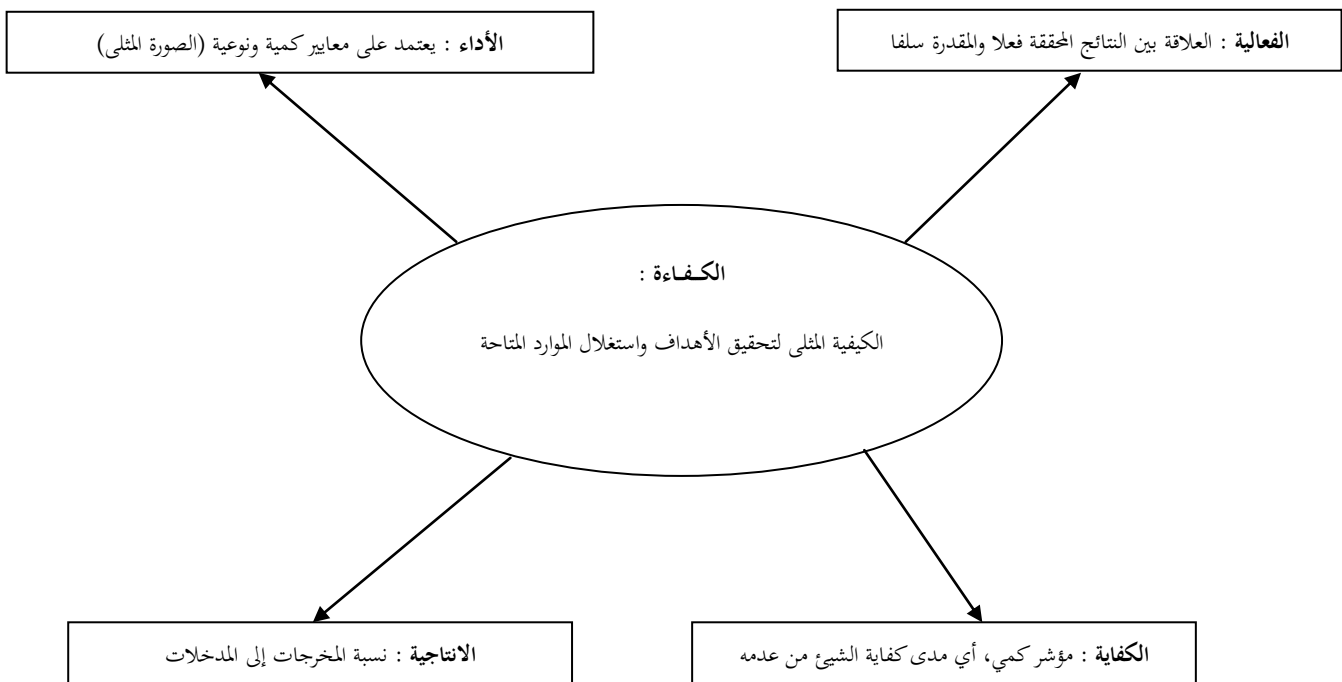 الفعالية : العلاقة بين النتائج المحققة فعلا والمقدرة سلفا
الأداء : يعتمد على معايير كمية ونوعية (الصورة المثلى)
الكـفـاءة :
الكيفية المثلى لتحقيق الأهداف واستغلال الموارد المتاحة
الكفاية : مؤشر كمي، أي مدى كفاية الشيئ من عدمه
الانتاجية : نسبة المخرجات إلى المدخلات